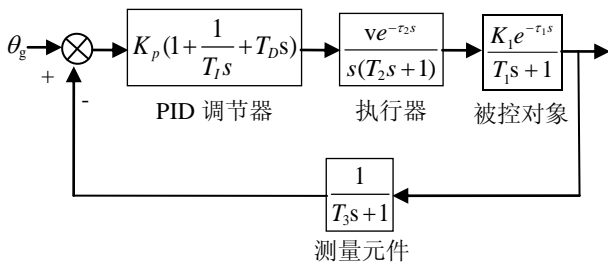 θg
+
-
Kp(1+1/(TIs)+TDs)
PID 调节器
ve^{-τ2s}/(s(T2s+1))
执行器
K1e^{-τ1s}/(T1s+1)
被控对象
1/(T3s+1)
测量元件